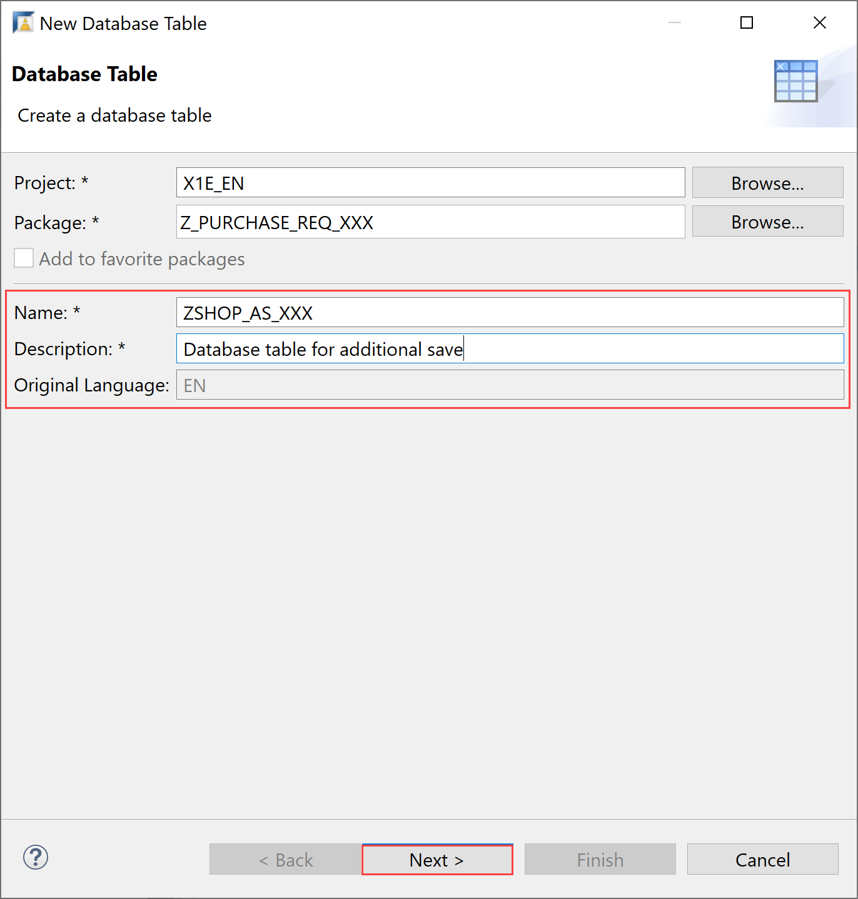 New Database Table
Database Table
Create a database table
Project: * X1E_EN Browse...
Package: * Z_PURCHASE_REQ_XXX Browse...
Add to favorite packages
Name: * ZSHOP_AS_XXX
Description: * Database table for additional save
Original Language: EN
? < Back Next > Finish Cancel